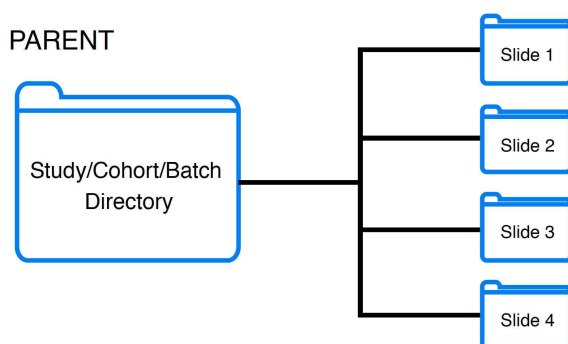 PARENT
Study/Cohort/Batch
Directory
Slide 1
Slide 2
Slide 3
Slide 4